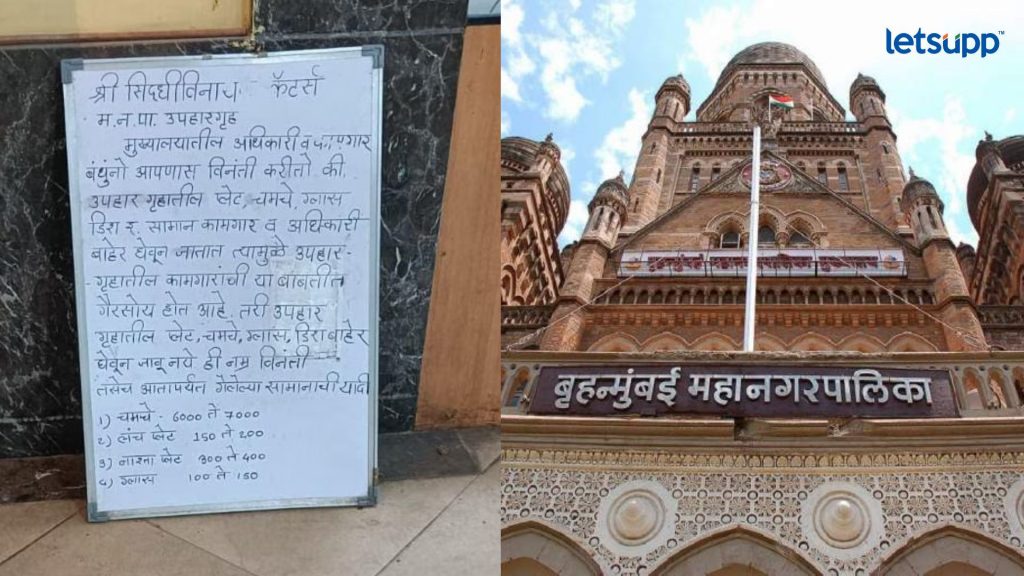 श्री सिध्धीविनायक - कॅटर्स
म.न.पा. उपहारगृह
मुख्यालयातील अधिकारी व कामगार
बंधुंनो आपणास विनंती करीतो की,
उपहार गृहातील प्लेट, चमचे, ग्लास
डिश इ. सामान कामगार व अधिकारी
बाहेर घेवून जातात त्यामुळे उपहार-
- गृहातील कामगारांची या बाबतीत
गैरसोय होत आहे. तरी उपहार
गृहातील प्लेट, चमचे, ग्लास, डिश बाहेर
घेवून जावू नये ही नम्र विनंती
तसेच आतापर्यंत गेलेल्या सामानाची यादी
1) चमचे - 6000 ते 7000
2) लंच प्लेट 150 ते 200
3) नाश्ता प्लेट 300 ते 400
4) ग्लास 100 ते 150
letsupp™
बृहन्मुंबई महानगरपालिका